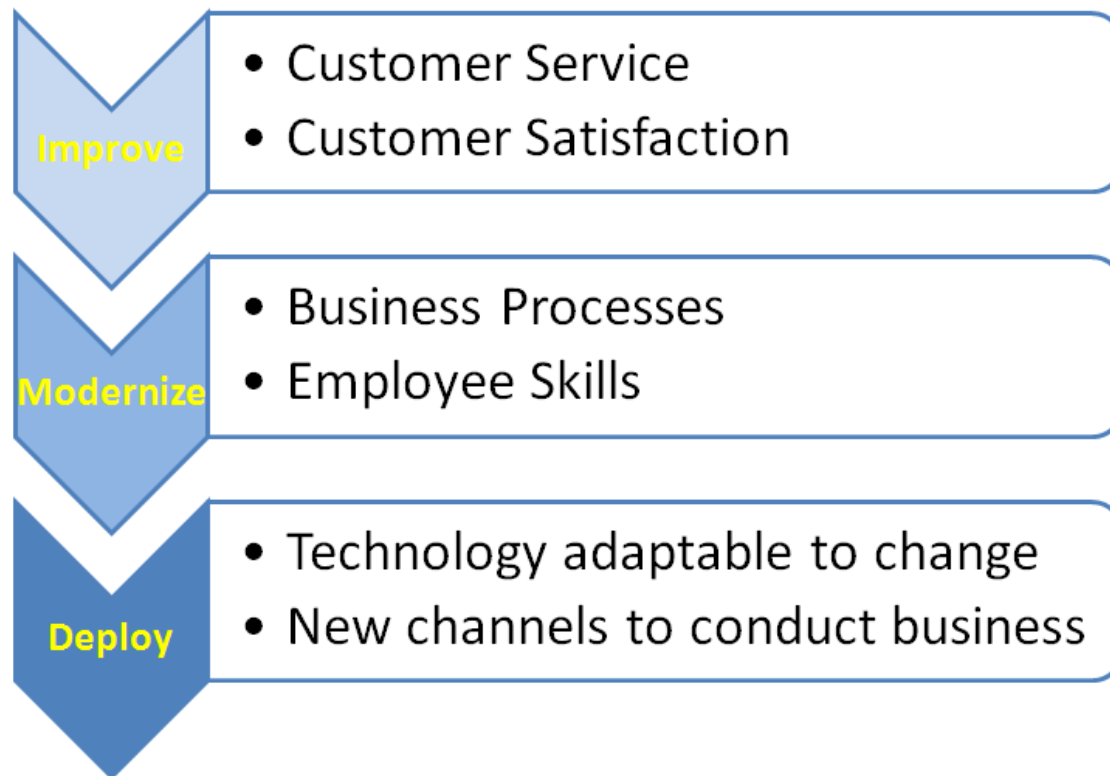 Improve
• Customer Service
• Customer Satisfaction
Modernize
• Business Processes
• Employee Skills
Deploy
• Technology adaptable to change
• New channels to conduct business